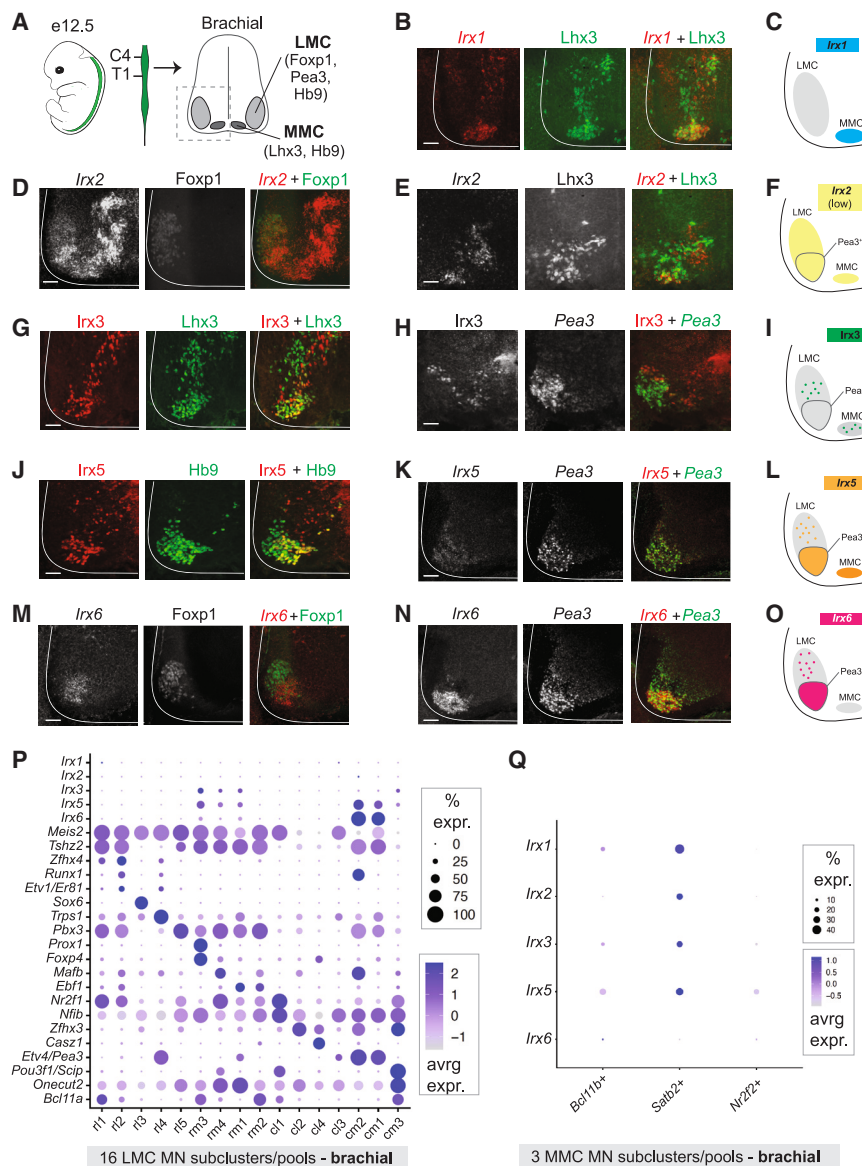 A
e12.5
C4
T1
Brachial
LMC
(Foxp1,
Pea3,
Hb9)
MMC
(Lhx3, Hb9)
B
Irx1
Lhx3
Irx1 + Lhx3
C
Irx1
LMC
MMC
D
Irx2
Foxp1
Irx2 + Foxp1
E
Irx2
Lhx3
Irx2 + Lhx3
F
Irx2
(low)
LMC
Pea3+
MMC
G
Irx3
Lhx3
Irx3 + Lhx3
H
Irx3
Pea3
Irx3 + Pea3
I
Irx3
LMC
Pea
MMC
J
Irx5
Hb9
Irx5 + Hb9
K
Irx5
Pea3
Irx5 + Pea3
L
Irx5
LMC
Pea3
MMC
M
Irx6
Foxp1
Irx6+Foxp1
N
Irx6
Pea3
Irx6 +Pea3
O
Irx6
LMC
Pea3
MMC
P
Irx1
Irx2
Irx3
Irx5
Irx6
Meis2
Tshz2
Zfhx4
Runx1
Etv1/Er81
Sox6
Trps1
Pbx3
Prox1
Foxp4
Mafb
Ebf1
Nr2f1
Nfib
Zfhx3
Casz1
Etv4/Pea3
Pou3f1/Scip
Onecut2
Bcl11a
rl1 rl2 rl3 rl4 rl5 rm3 rm4 rm1 rm2 cl1 cl2 cl4 cl3 cm2 cm1 cm3
16 LMC MN subclusters/pools - brachial
%
expr.
0
25
50
75
100
2
1
0
−1
avrg
expr.
Q
Irx1
Irx2
Irx3
Irx5
Irx6
Bcl11b+ Satb2+ Nr2f2+
3 MMC MN subclusters/pools - brachial
%
expr.
10
20
30
40
1.0
0.5
0.0
−0.5
avrg
expr.